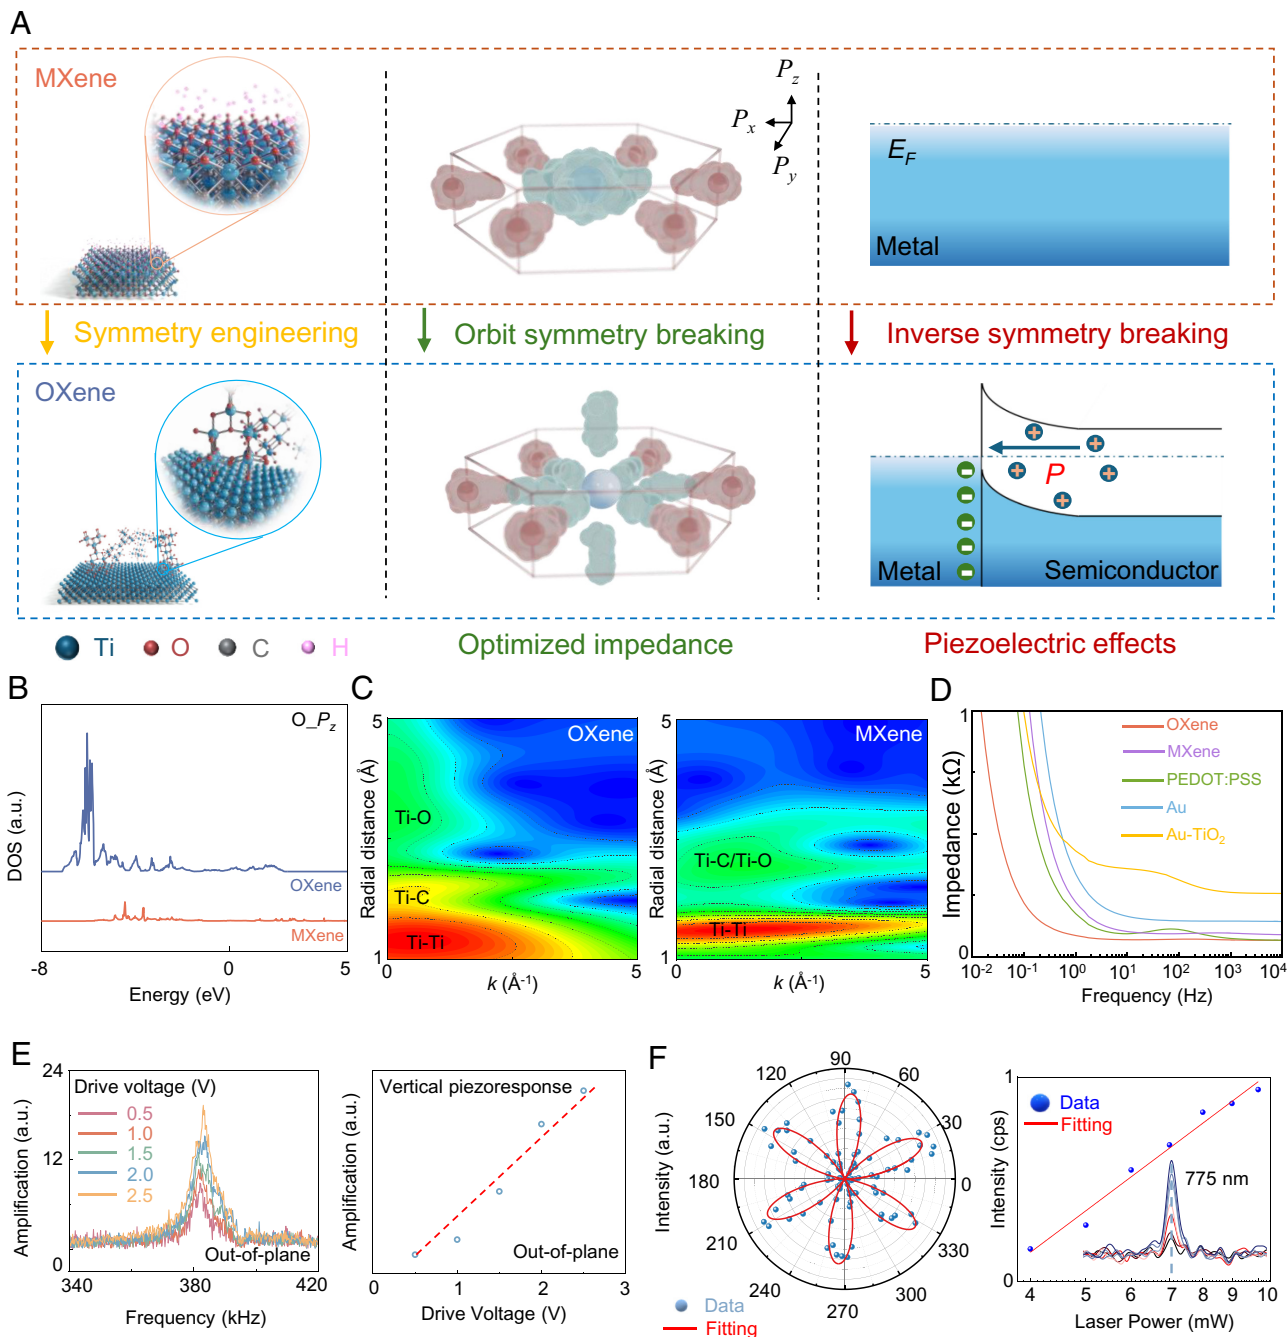 A
MXene
P_z
P_x
P_y
E_F
Metal
Symmetry engineering
Orbit symmetry breaking
Inverse symmetry breaking
OXene
P
Metal
Semiconductor
Ti O C H
Optimized impedance
Piezoelectric effects
B
O_P_z
DOS (a.u.)
OXene
MXene
-8 0 5
Energy (eV)
C
5
OXene
Radial distance (Å)
Ti-O
Ti-C
Ti-Ti
1
0 5
k (Å⁻¹)
5
MXene
Radial distance (Å)
Ti-C/Ti-O
Ti-Ti
1
0 5
k (Å⁻¹)
D
1
Impedance (kΩ)
OXene
MXene
PEDOT:PSS
Au
Au-TiO₂
0
10⁻² 10⁻¹ 10⁰ 10¹ 10² 10³ 10⁴
Frequency (Hz)
E
24
12
0
Amplification (a.u.)
Drive voltage (V)
0.5
1.0
1.5
2.0
2.5
Out-of-plane
340 380 420
Frequency (kHz)
Amplification (a.u.)
Vertical piezoresponse
Out-of-plane
0 1 2 3
Drive Voltage (V)
F
Intensity (a.u.)
90
120 60
150 30
180 0
210 330
240 300
270
Data
Fitting
1
Intensity (cps)
Data
Fitting
775 nm
0
4 5 6 7 8 9 10
Laser Power (mW)